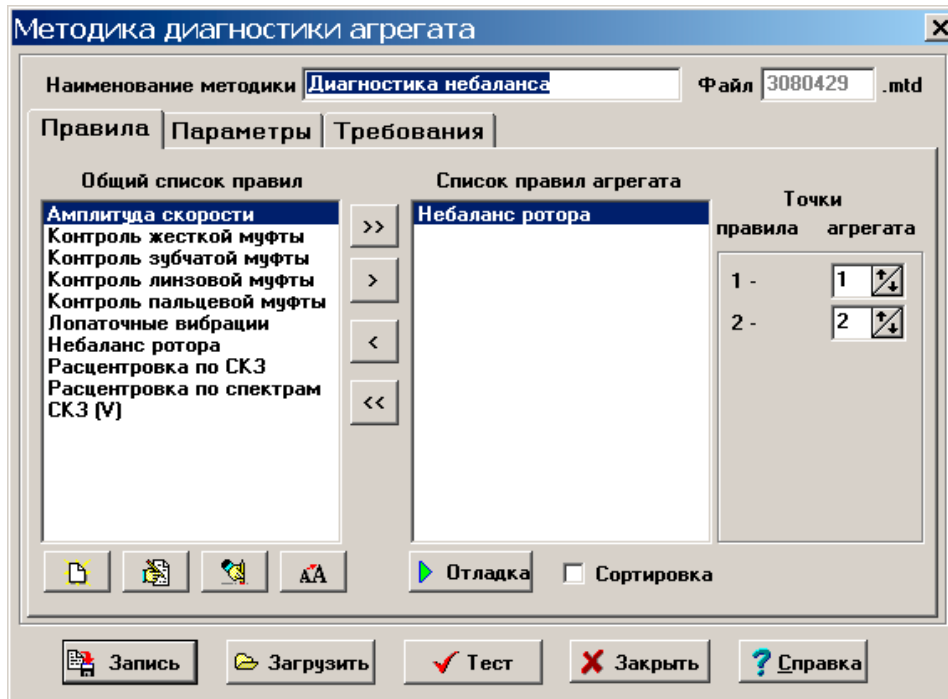 Методика диагностики агрегата
Наименование методики Диагностика небаланса Файл 3080429 .mtd
Правила Параметры Требования
Общий список правил
Амплитуда скорости
Контроль жесткой муфты
Контроль зубчатой муфты
Контроль линзовой муфты
Контроль пальцевой муфты
Лопаточные вибрации
Небаланс ротора
Расцентровка по СКЗ
Расцентровка по спектрам
СКЗ (V)
>>
>
<
<<
Список правил агрегата
Небаланс ротора
Точки
правила агрегата
1 - 1
2 - 2
AA
Отладка
Сортировка
Запись Загрузить Тест Закрыть ? Справка